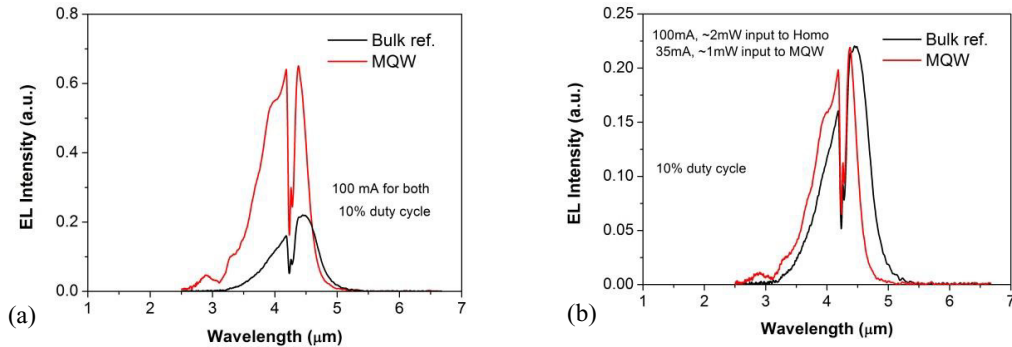 (a)
EL Intensity (a.u.)
0.8
0.6
0.4
0.2
0.0
Bulk ref.
MQW
100 mA for both
10% duty cycle
1 2 3 4 5 6 7
Wavelength (μm)
(b)
EL Intensity (a.u.)
0.25
0.20
0.15
0.10
0.05
0.00
100mA, ~2mW input to Homo
35mA, ~1mW input to MQW
Bulk ref.
MQW
10% duty cycle
1 2 3 4 5 6 7
Wavelength (μm)